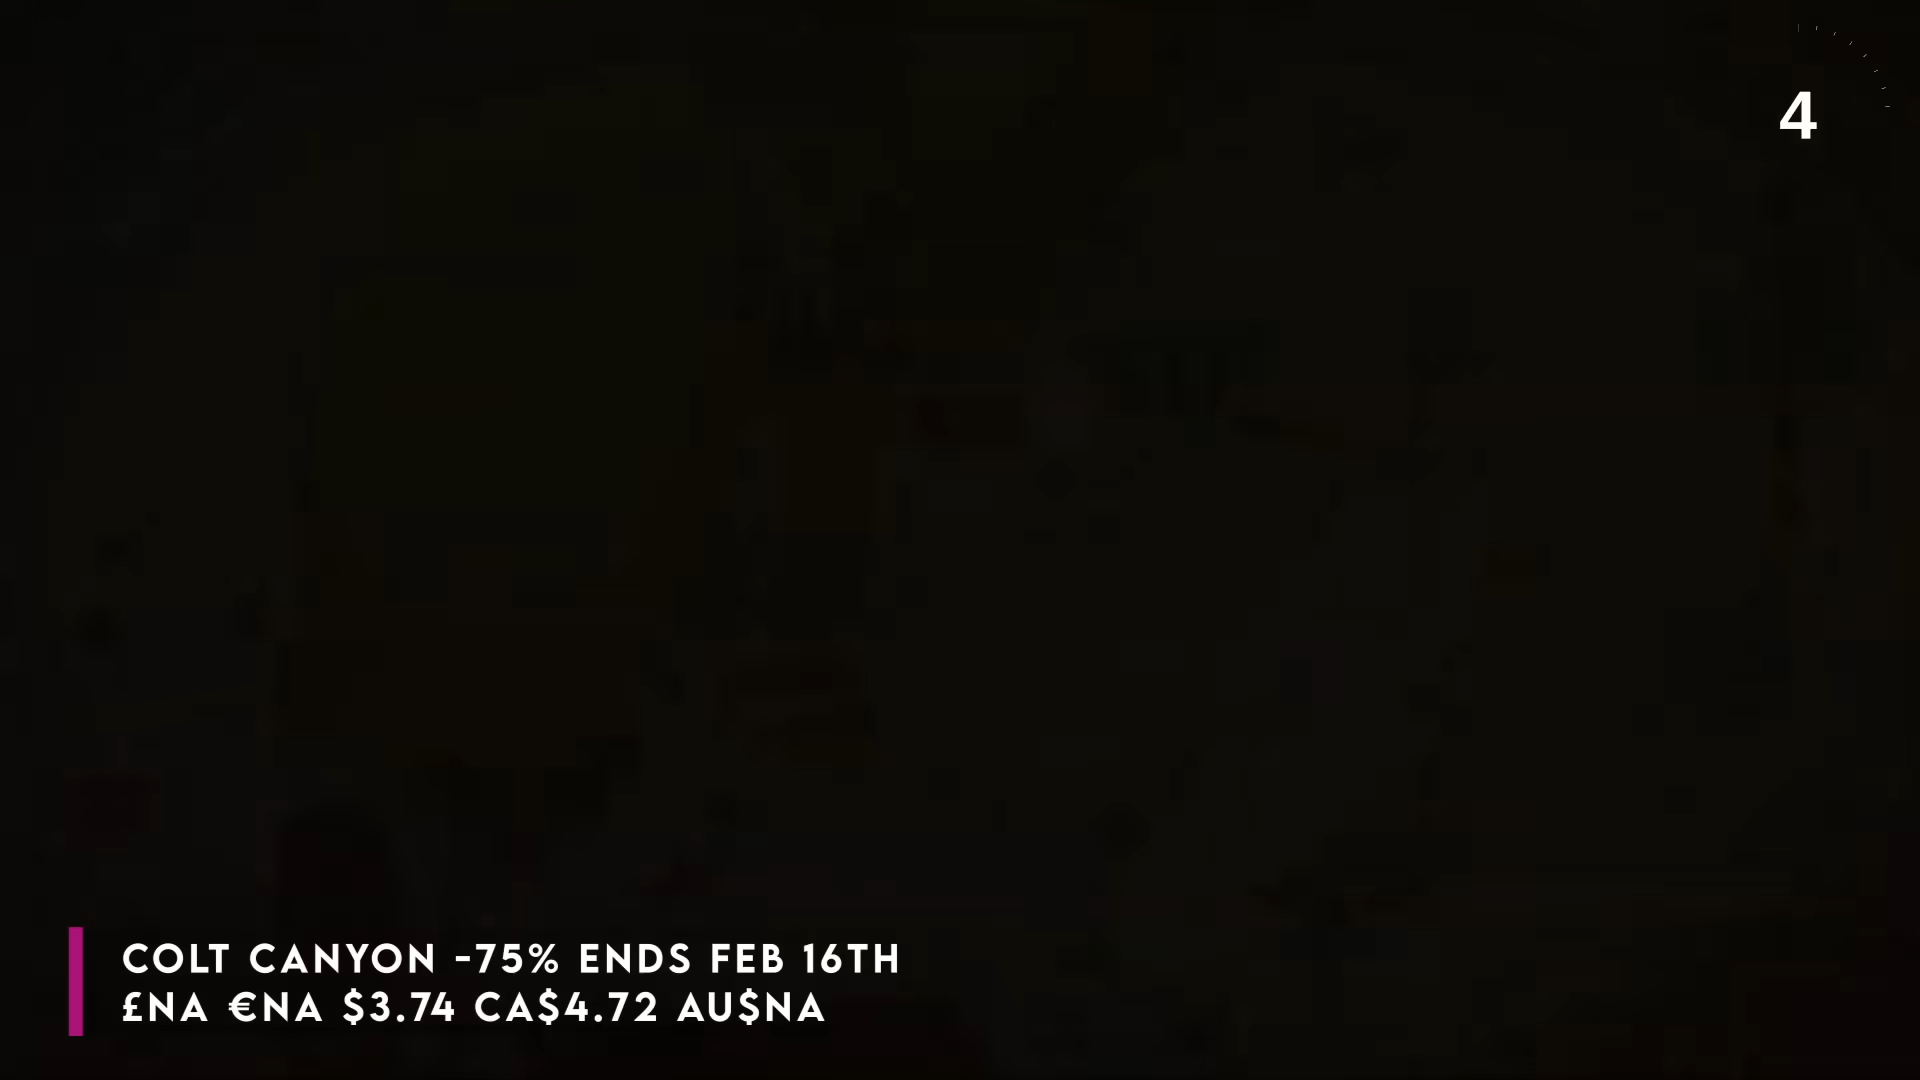 4
COLT CANYON -75% ENDS FEB 16TH
£NA €NA $3.74 CA$4.72 AU$NA